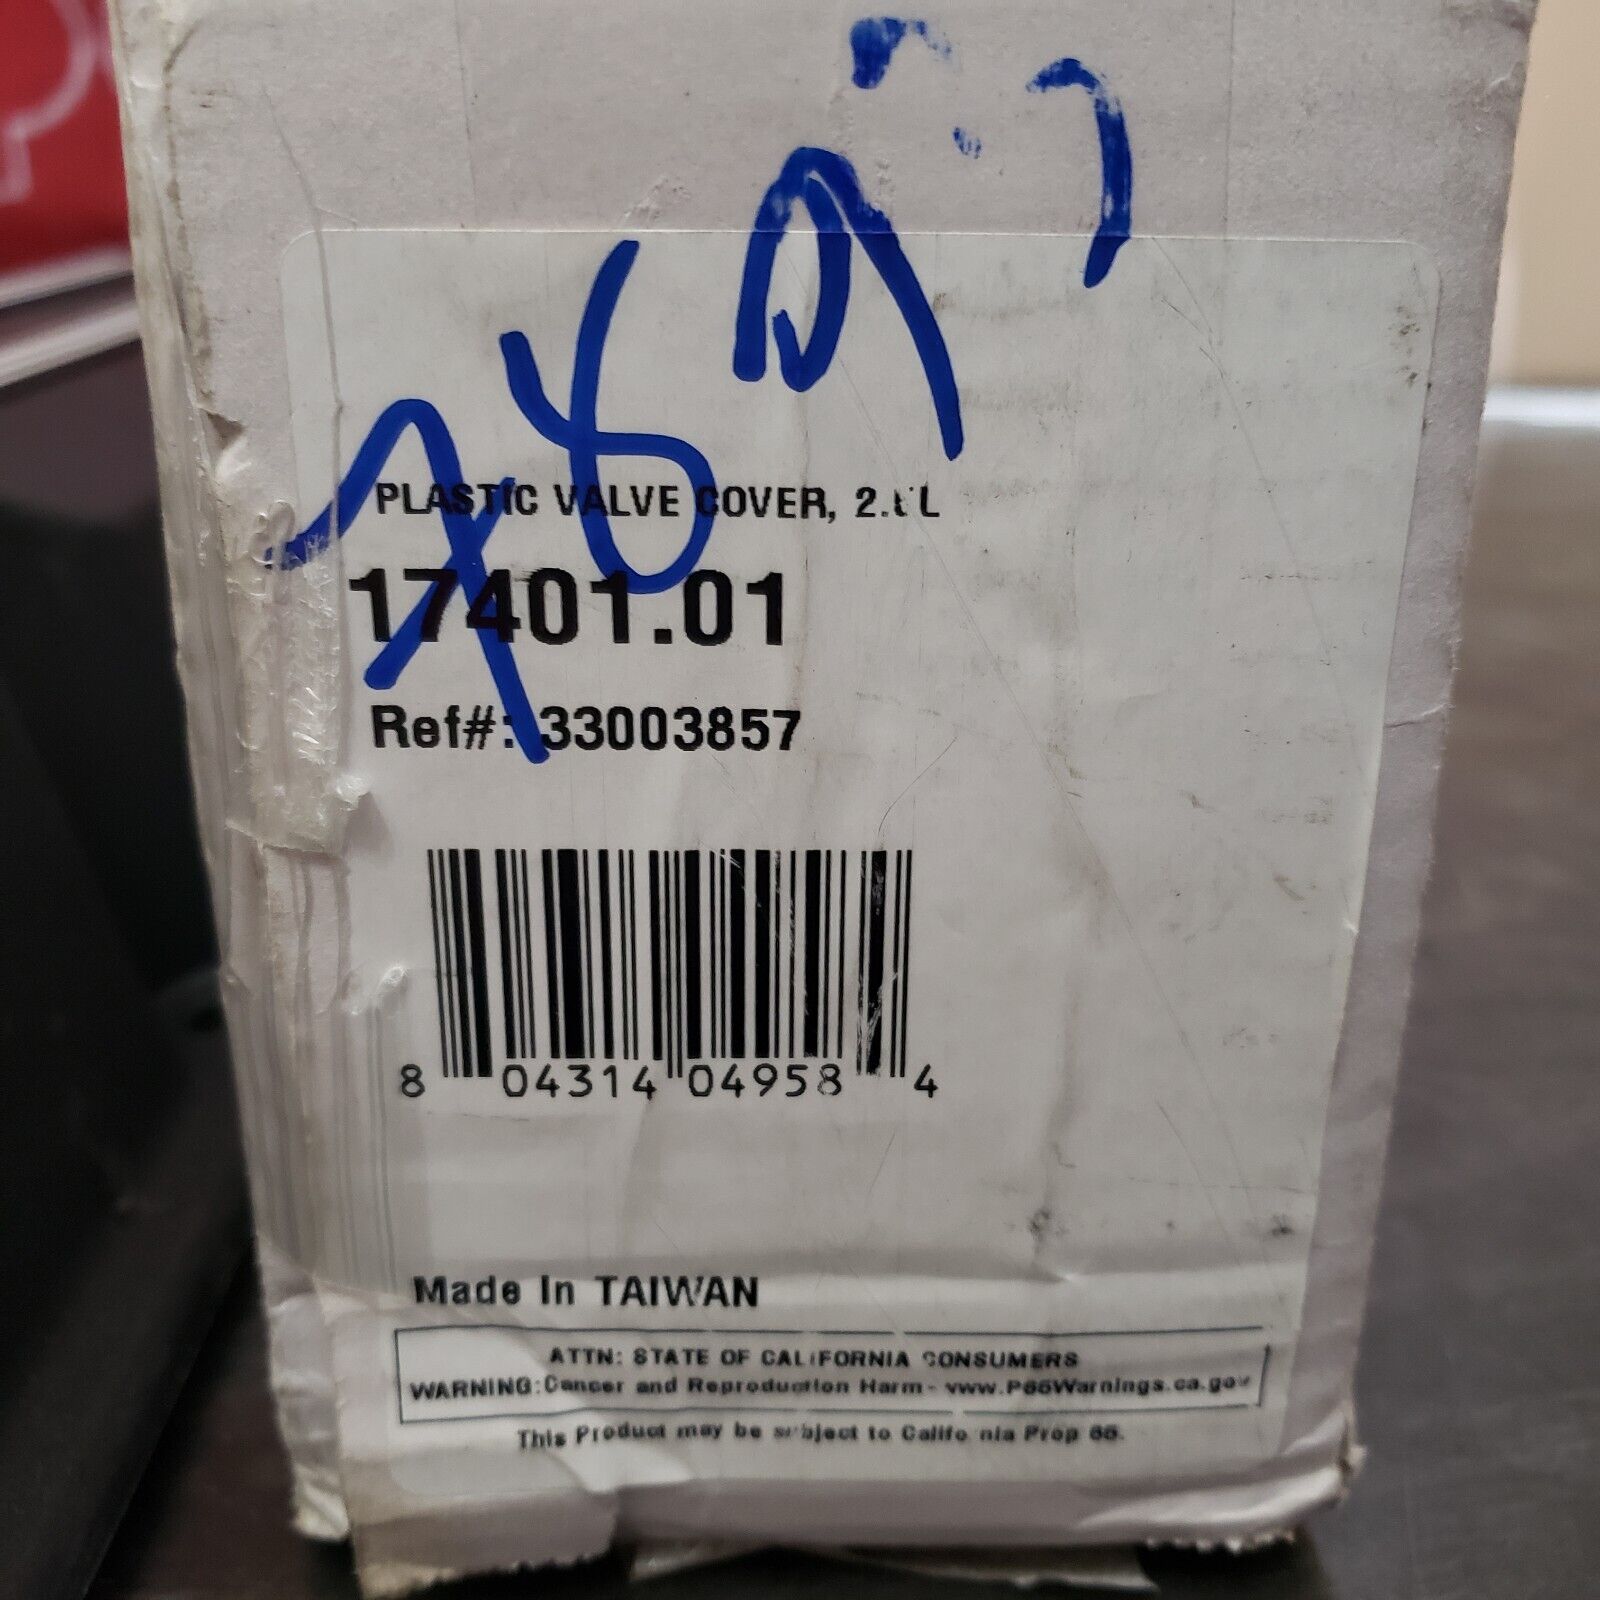 PLASTIC VALVE COVER,
17401.01
Ref#: 33003857
8 04314 04958 4
Made In TAIWAN
ATTN: STATE OF CALIFORNIA CONSUMERS
WARNING:Cancer and Reproduction Harm- www.P65Warnings.ca.gov
This Product may be subject to California Prop 65.